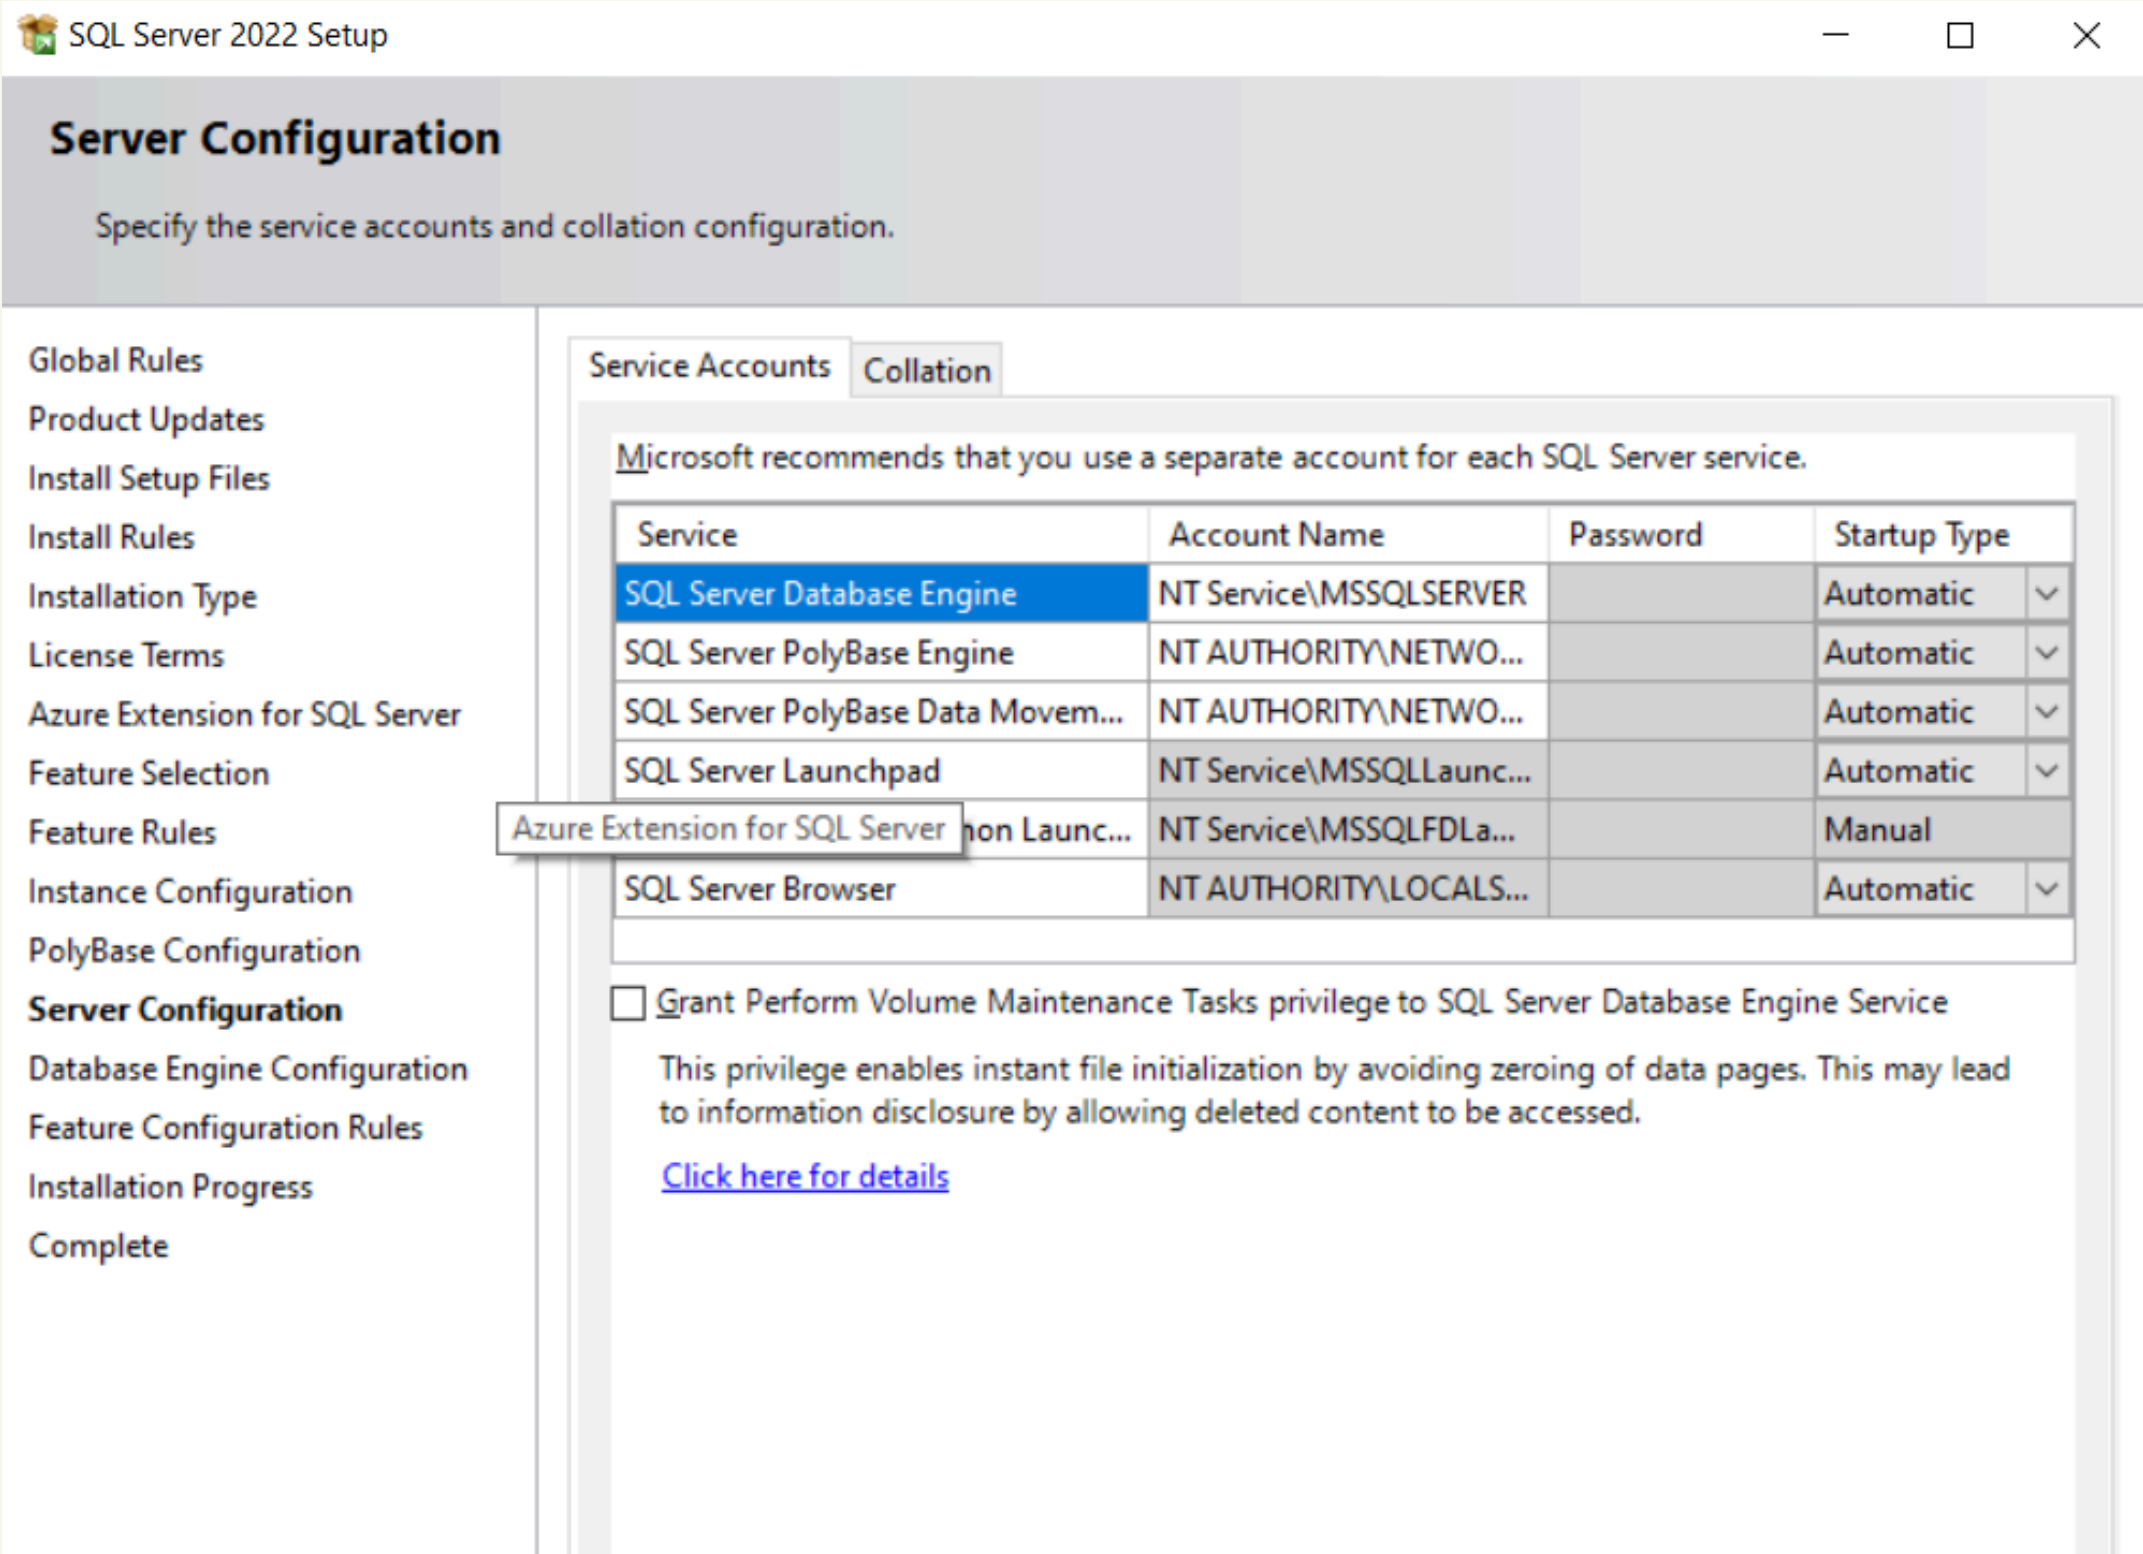 SQL Server 2022 Setup
Server Configuration
Specify the service accounts and collation configuration.
Global Rules
Product Updates
Install Setup Files
Install Rules
Installation Type
License Terms
Azure Extension for SQL Server
Feature Selection
Feature Rules
Instance Configuration
PolyBase Configuration
Server Configuration
Database Engine Configuration
Feature Configuration Rules
Installation Progress
Complete
Service Accounts Collation
Microsoft recommends that you use a separate account for each SQL Server service.
Service Account Name Password Startup Type
SQL Server Database Engine NT Service\MSSQLSERVER Automatic
SQL Server PolyBase Engine NT AUTHORITY\NETWO... Automatic
SQL Server PolyBase Data Movem... NT AUTHORITY\NETWO... Automatic
SQL Server Launchpad NT Service\MSSQLLaunc... Automatic
Azure Extension for SQL Server Launc... NT Service\MSSQLFDLa... Manual
SQL Server Browser NT AUTHORITY\LOCALS... Automatic
Grant Perform Volume Maintenance Tasks privilege to SQL Server Database Engine Service
This privilege enables instant file initialization by avoiding zeroing of data pages. This may lead
to information disclosure by allowing deleted content to be accessed.
Click here for details